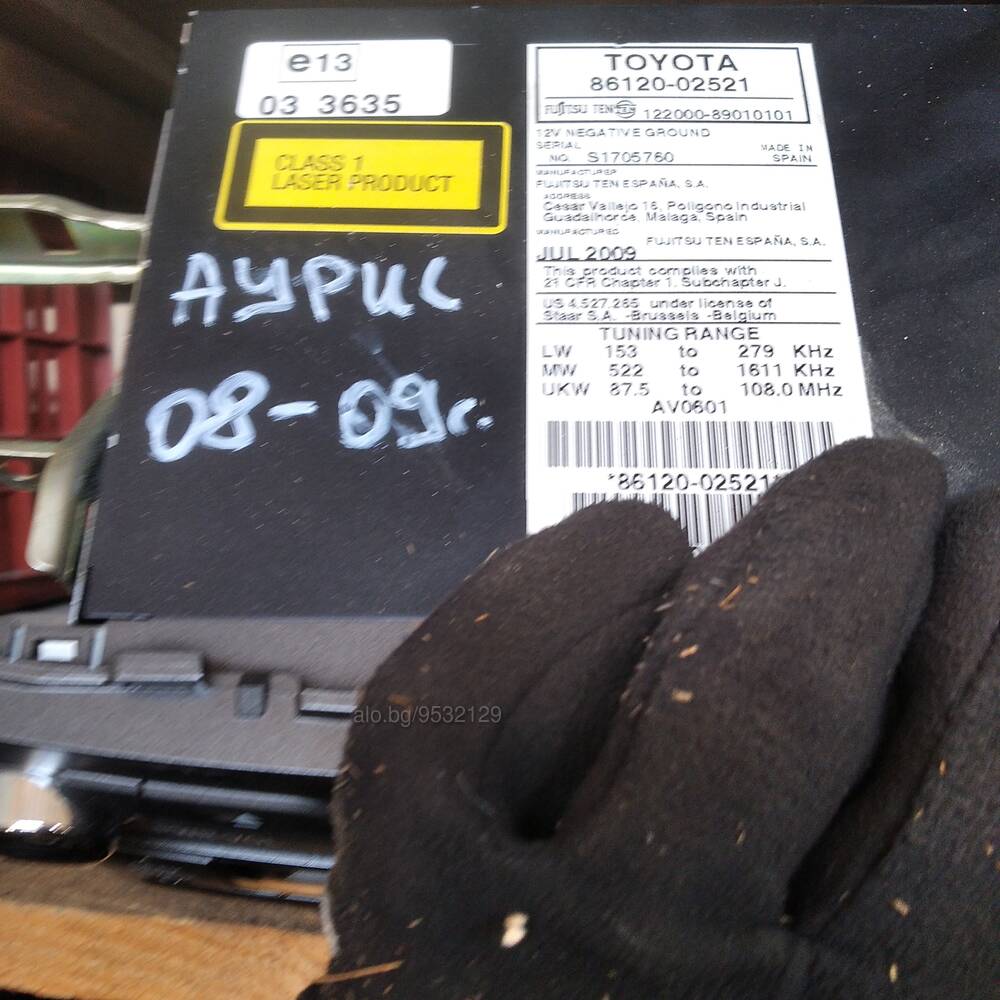 e13
03 3635
CLASS 1
LASER PRODUCT
АУРИС
08-09г.
TOYOTA
86120-02521
FUJITSU TEN TEN 122000-89010101
12V NEGATIVE GROUND
SERIAL
NO. S1705760
MADE IN
SPAIN
MANUFACTURER
FUJITSU TEN ESPAÑA, S.A.
ADDRESS
Cesar Vallejo 16, Poligono Industrial
Guadalhorce, Malaga, Spain
MANUFACTURED
FUJITSU TEN ESPAÑA, S.A.
JUL 2009
This product complies with
21 CFR Chapter 1, Subchapter J.
US 4,527,265 under license of
Staar S.A. -Brussels -Belgium
TUNING RANGE
LW 153 to 279 KHz
MW 522 to 1611 KHz
UKW 87.5 to 108.0 MHz
AV0601
*86120-02521*
alo.bg/9532129